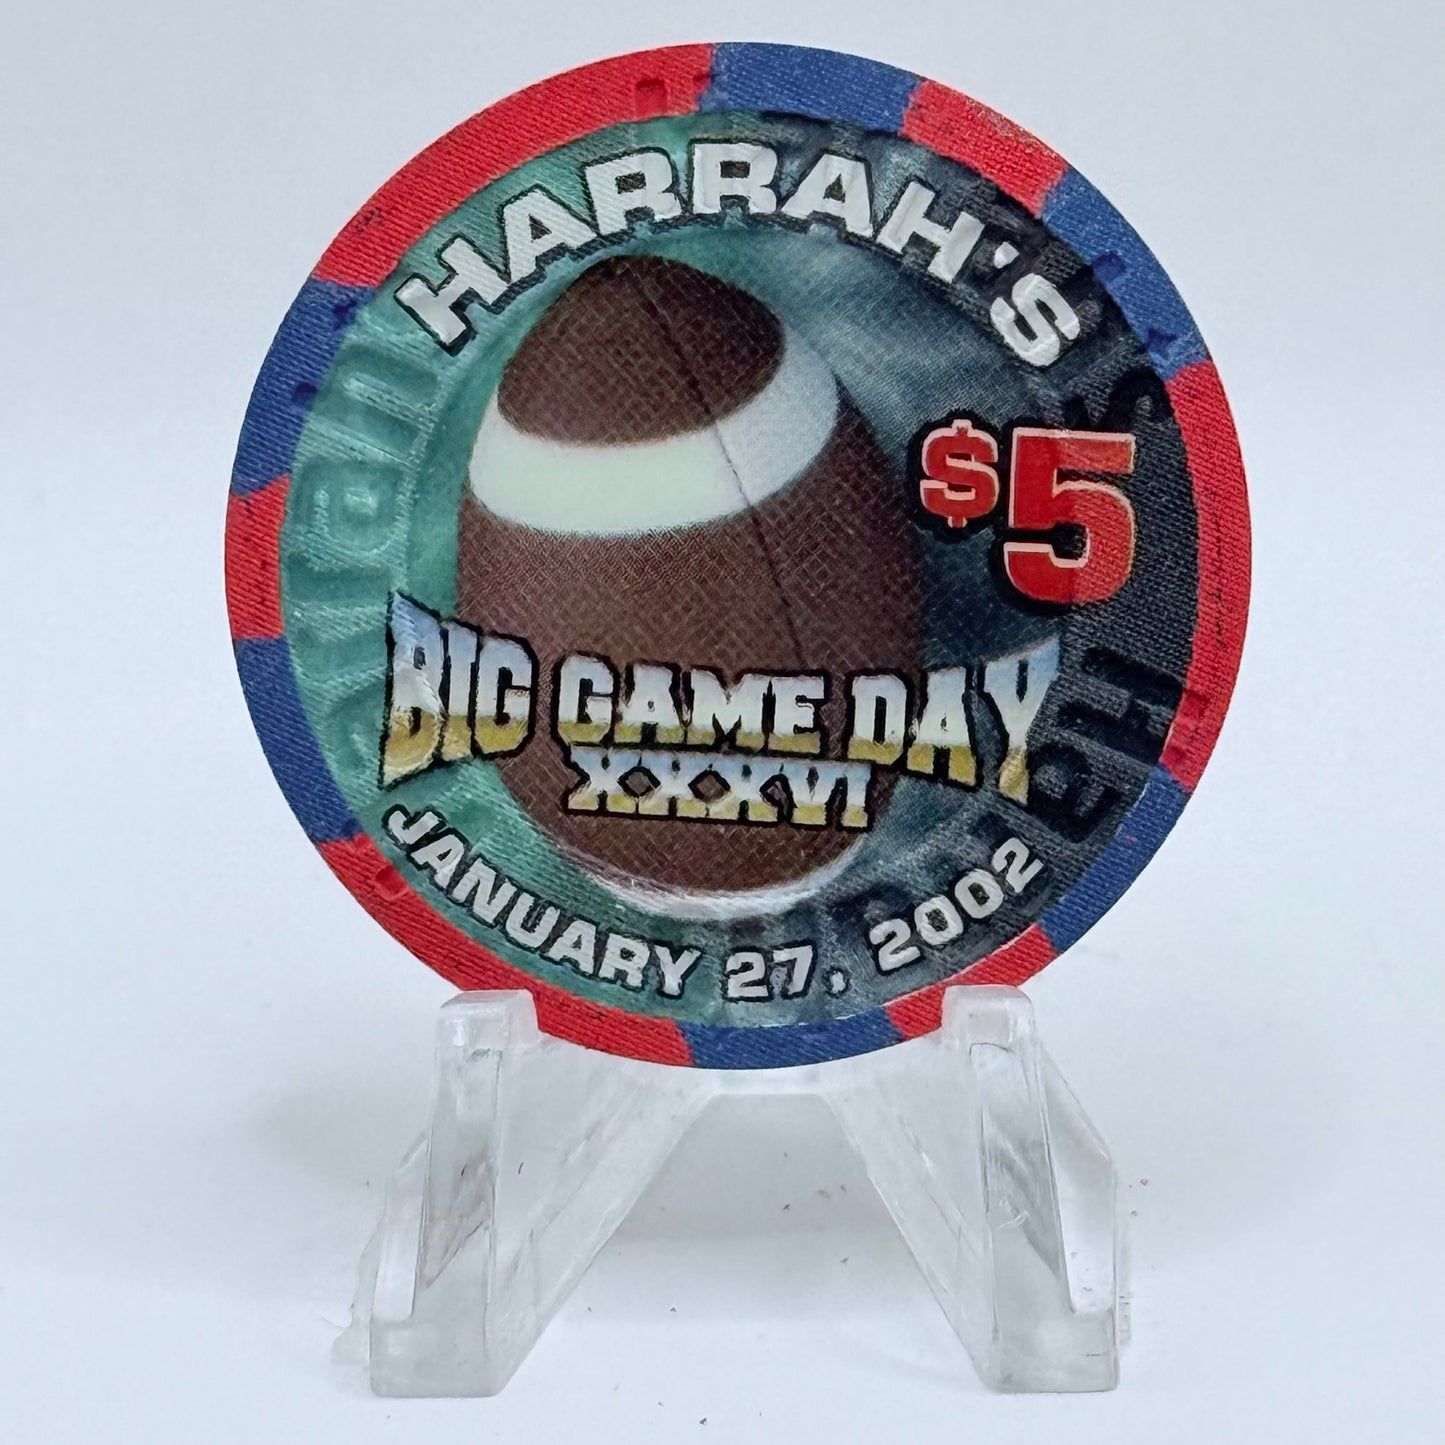 HARRAH'S
$5
BIG GAME DAY
XXXVI
JANUARY 27, 2002